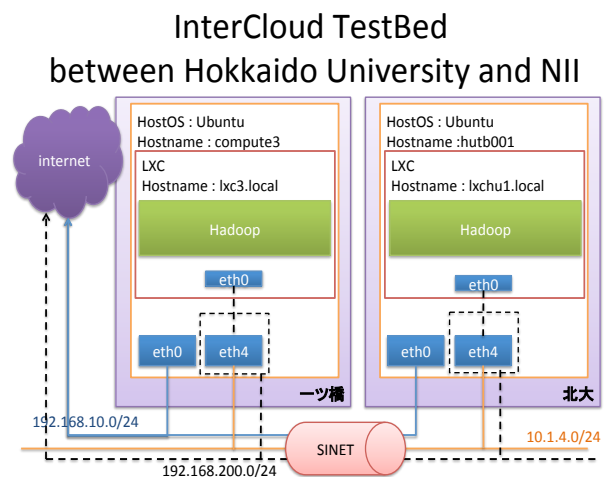 InterCloud TestBed
between Hokkaido University and NII
internet
HostOS : Ubuntu
Hostname : compute3
LXC
Hostname : lxc3.local
Hadoop
eth0
eth0
eth4
一ツ橋
HostOS : Ubuntu
Hostname :hutb001
LXC
Hostname : lxchu1.local
Hadoop
eth0
eth0
eth4
北大
192.168.10.0/24
SINET
10.1.4.0/24
192.168.200.0/24